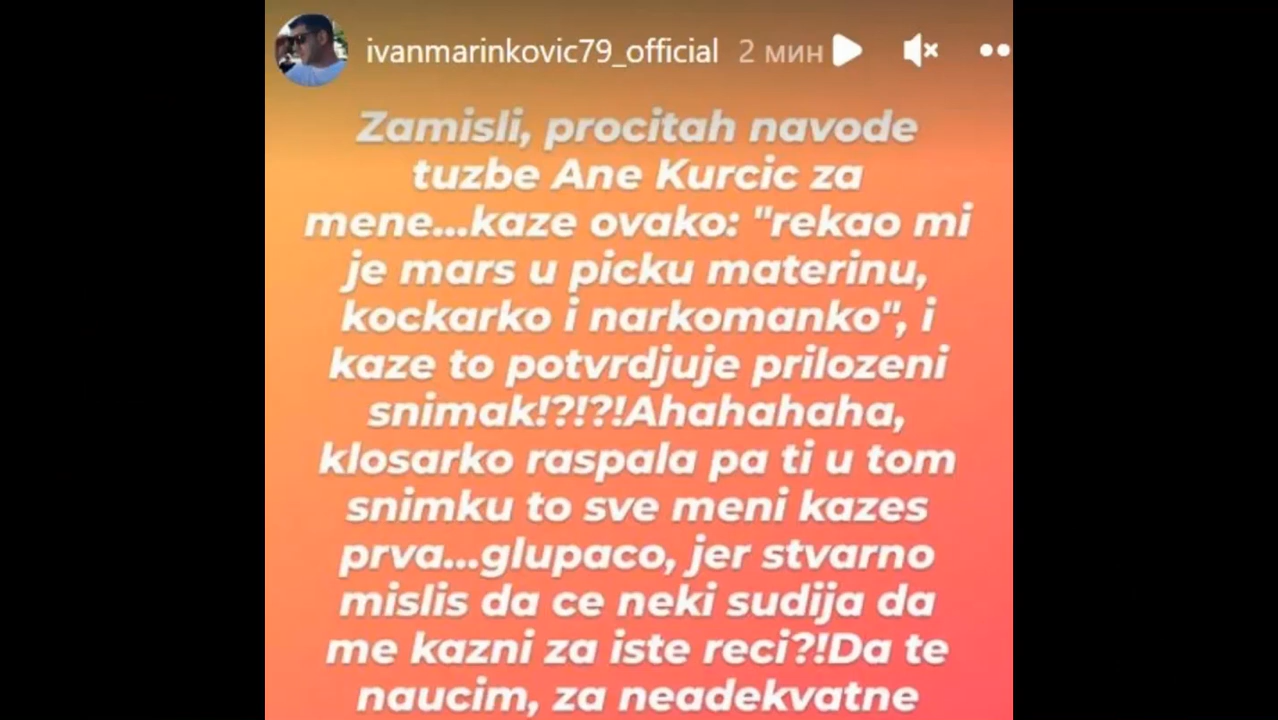 ivanmarinkovic79_official 2 мин
Zamisli, procitah navode
tuzbe Ane Kurcic za
mene...kaze ovako: "rekao mi
je mars u picku materinu,
kockarko i narkomanko", i
kaze to potvrdjuje prilozeni
snimak!?!?!Ahahahaha,
klosarko raspala pa ti u tom
snimku to sve meni kazes
prva...glupaco, jer stvarno
mislis da ce neki sudija da
me kazni za iste reci?!Da te
naucim, za neadekvatne